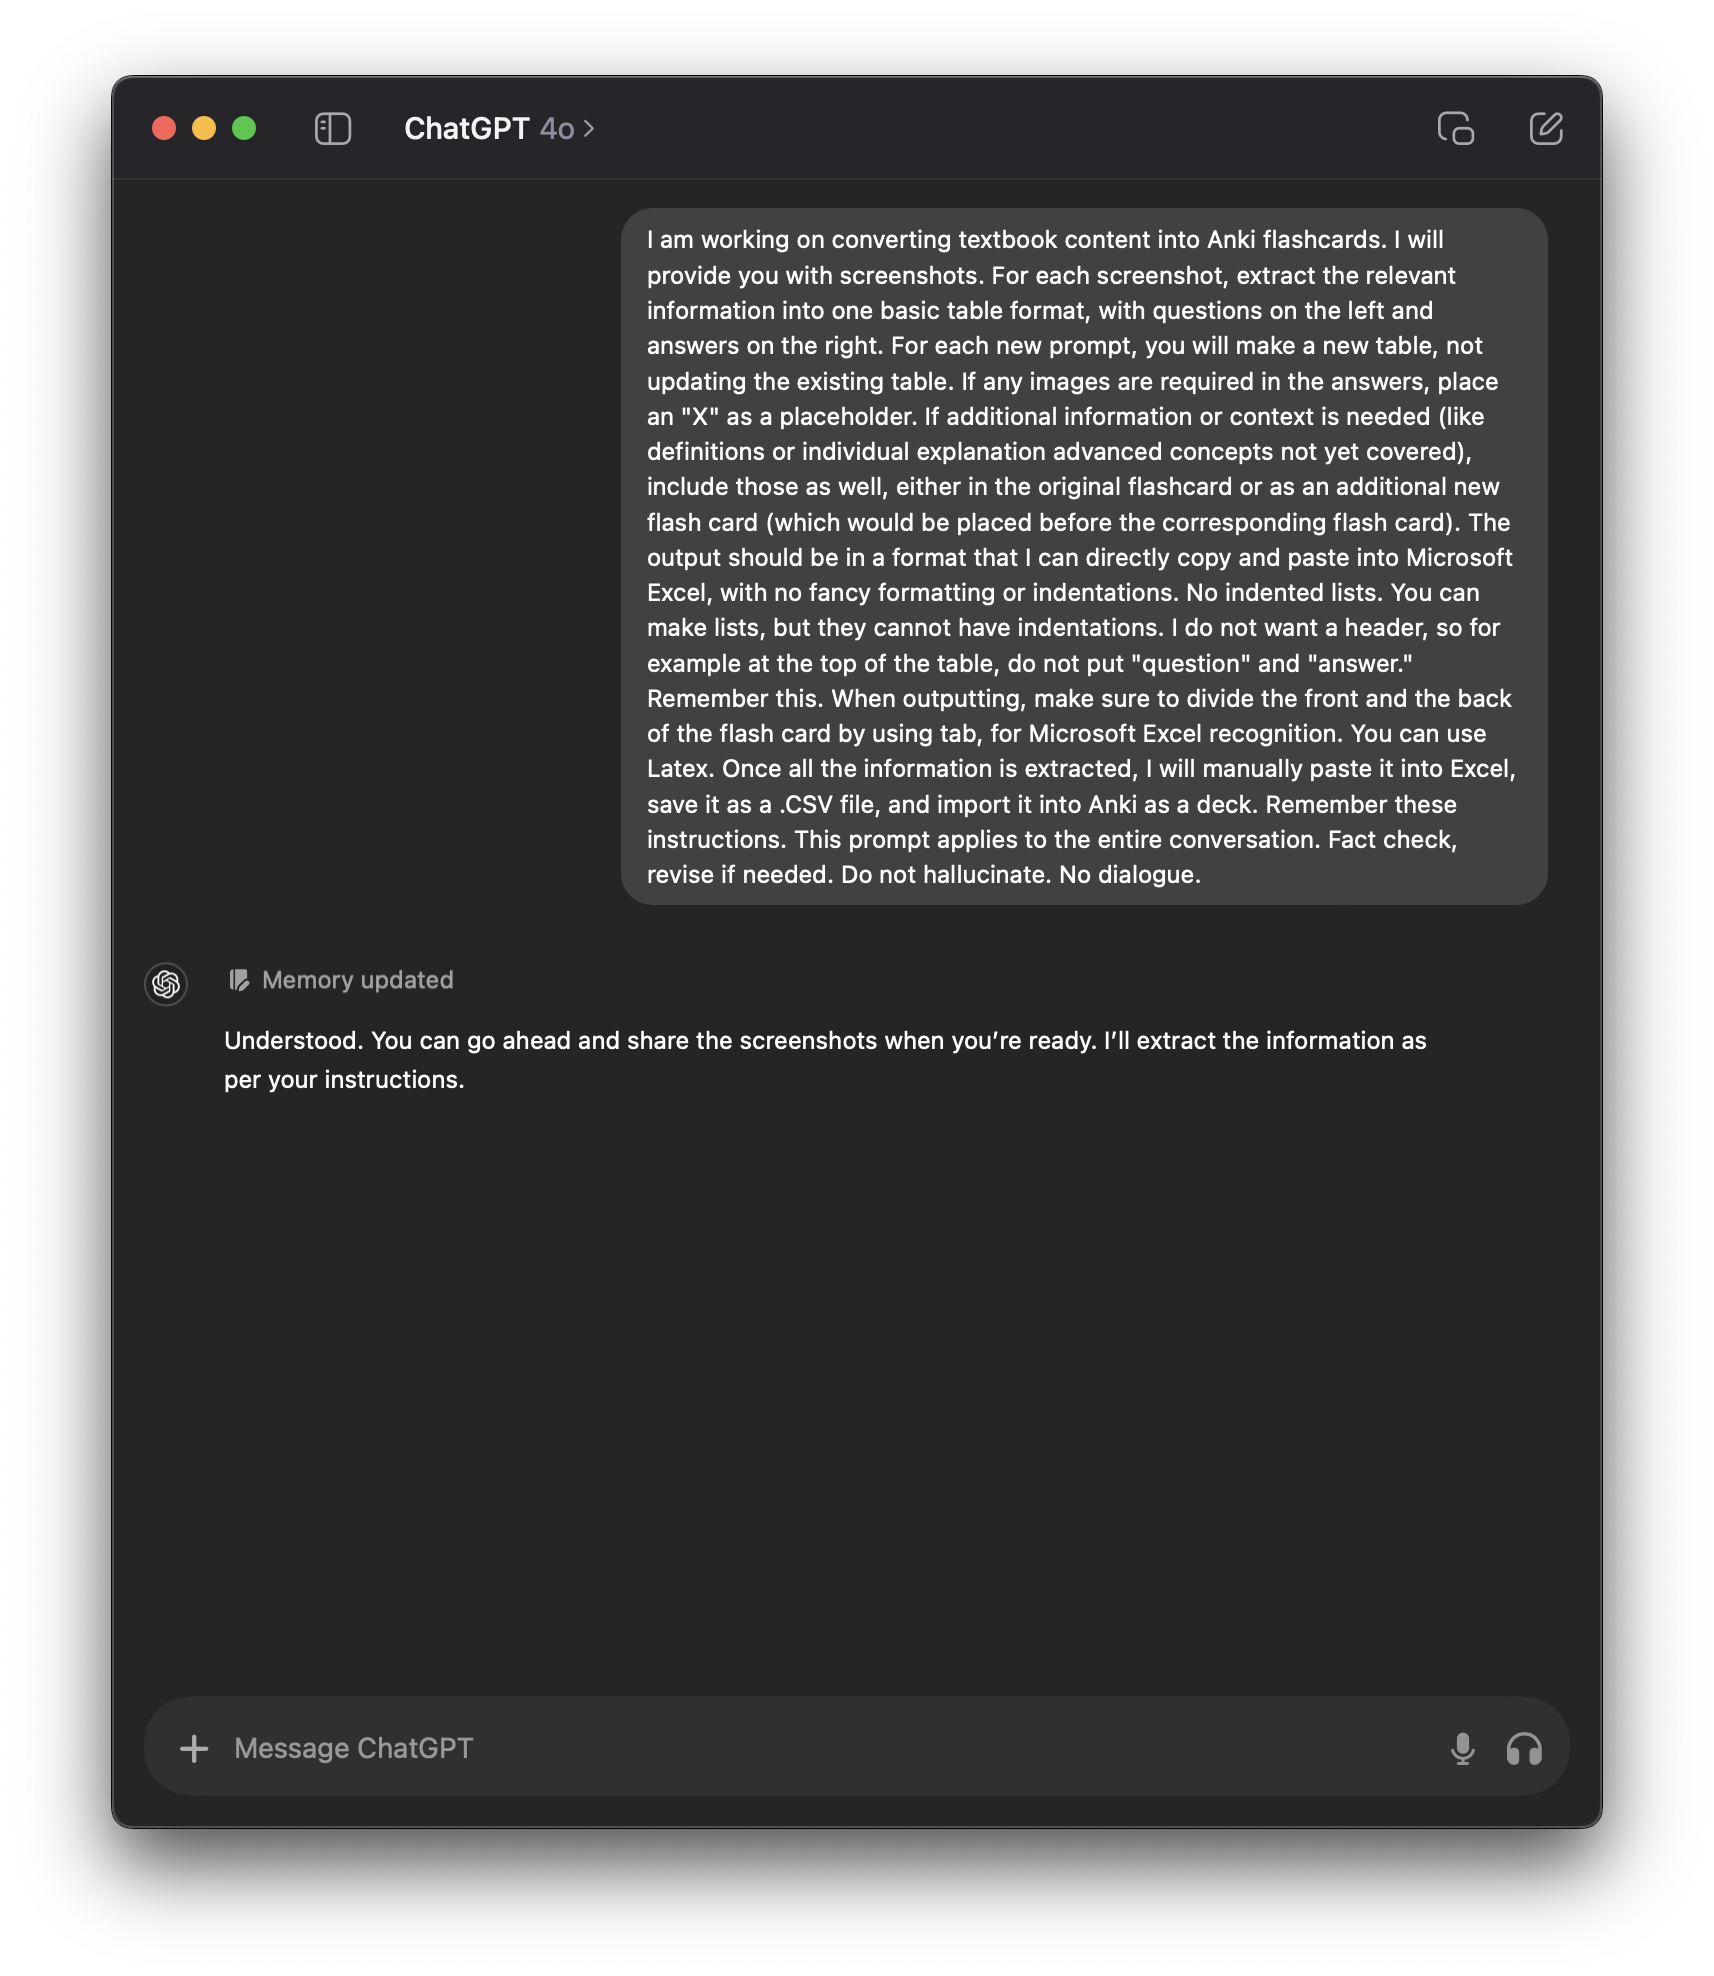 ChatGPT 4o >
I am working on converting textbook content into Anki flashcards. I will
provide you with screenshots. For each screenshot, extract the relevant
information into one basic table format, with questions on the left and
answers on the right. For each new prompt, you will make a new table, not
updating the existing table. If any images are required in the answers, place
an "X" as a placeholder. If additional information or context is needed (like
definitions or individual explanation advanced concepts not yet covered),
include those as well, either in the original flashcard or as an additional new
flash card (which would be placed before the corresponding flash card). The
output should be in a format that I can directly copy and paste into Microsoft
Excel, with no fancy formatting or indentations. No indented lists. You can
make lists, but they cannot have indentations. I do not want a header, so for
example at the top of the table, do not put "question" and "answer."
Remember this. When outputting, make sure to divide the front and the back
of the flash card by using tab, for Microsoft Excel recognition. You can use
Latex. Once all the information is extracted, I will manually paste it into Excel,
save it as a .CSV file, and import it into Anki as a deck. Remember these
instructions. This prompt applies to the entire conversation. Fact check,
revise if needed. Do not hallucinate. No dialogue.
Memory updated
Understood. You can go ahead and share the screenshots when you’re ready. I’ll extract the information as
per your instructions.
Message ChatGPT